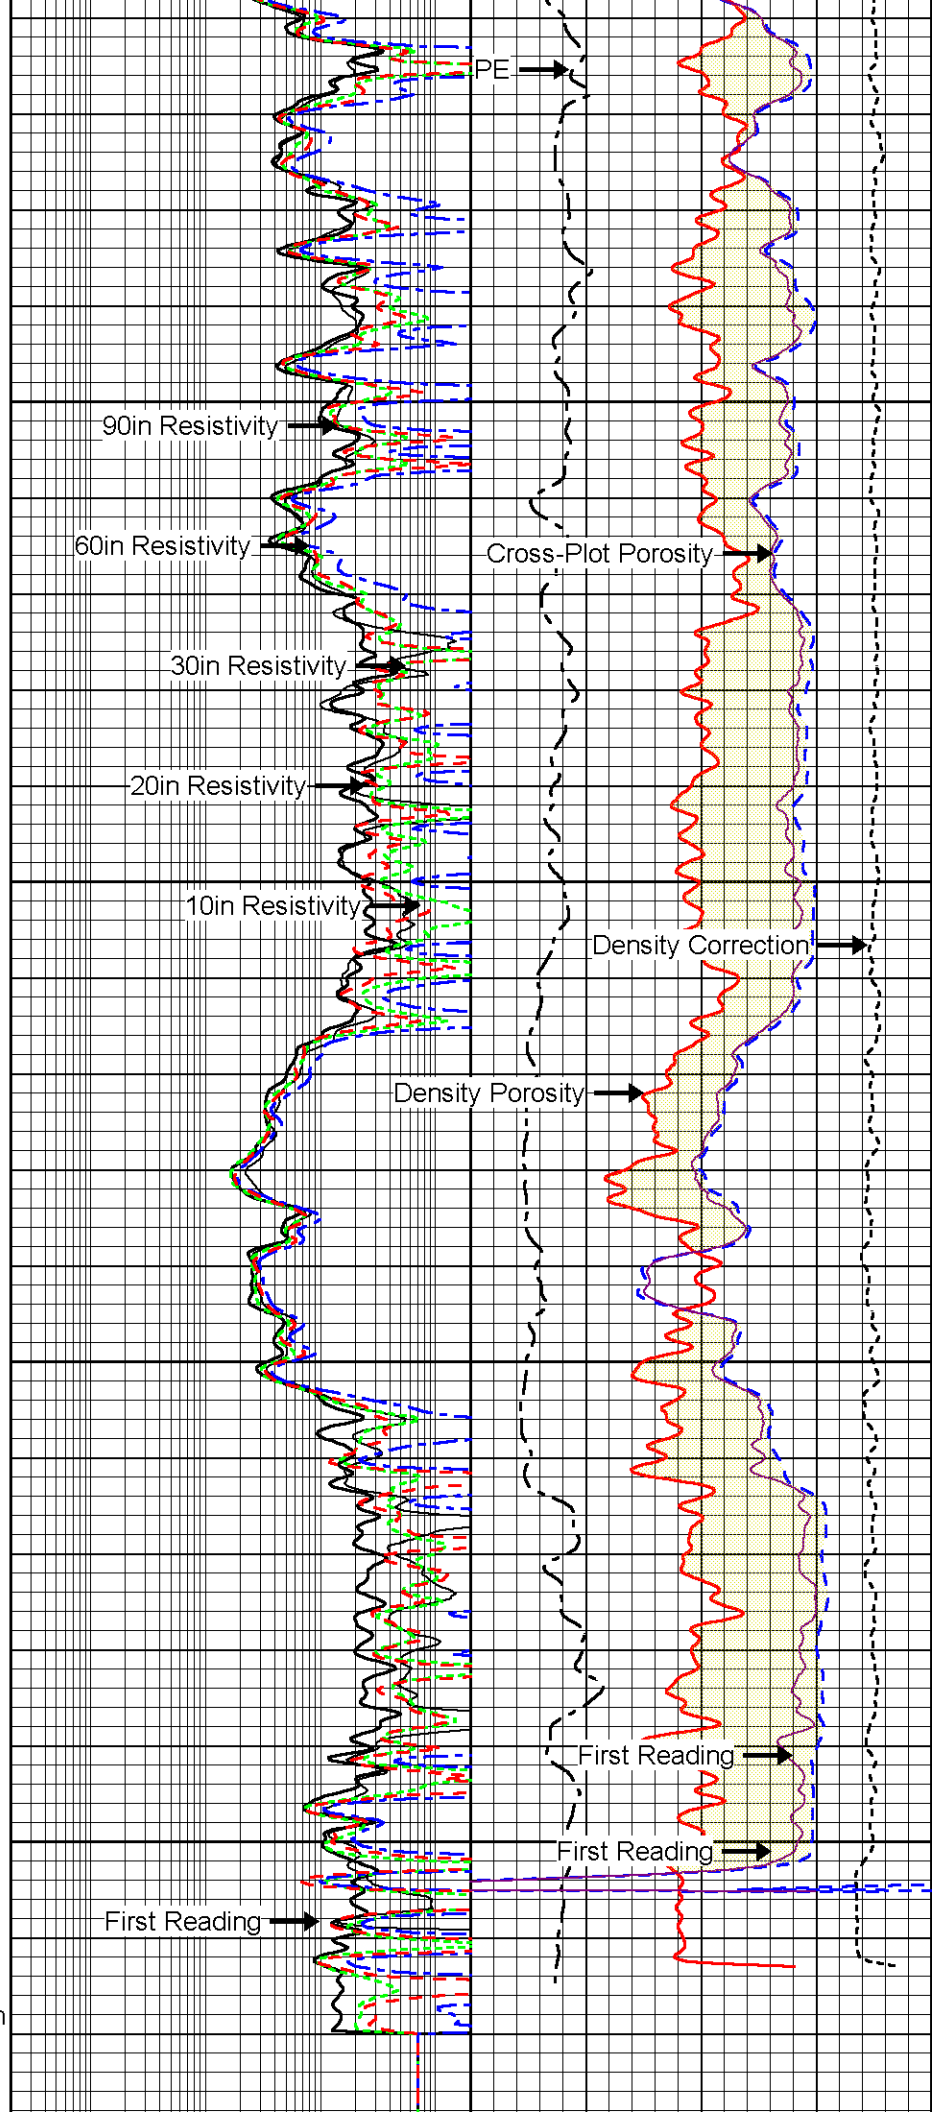 PE
90in Resistivity
60in Resistivity
Cross-Plot Porosity
30in Resistivity
20in Resistivity
10in Resistivity
Density Correction
Density Porosity
First Reading
First Reading
First Reading